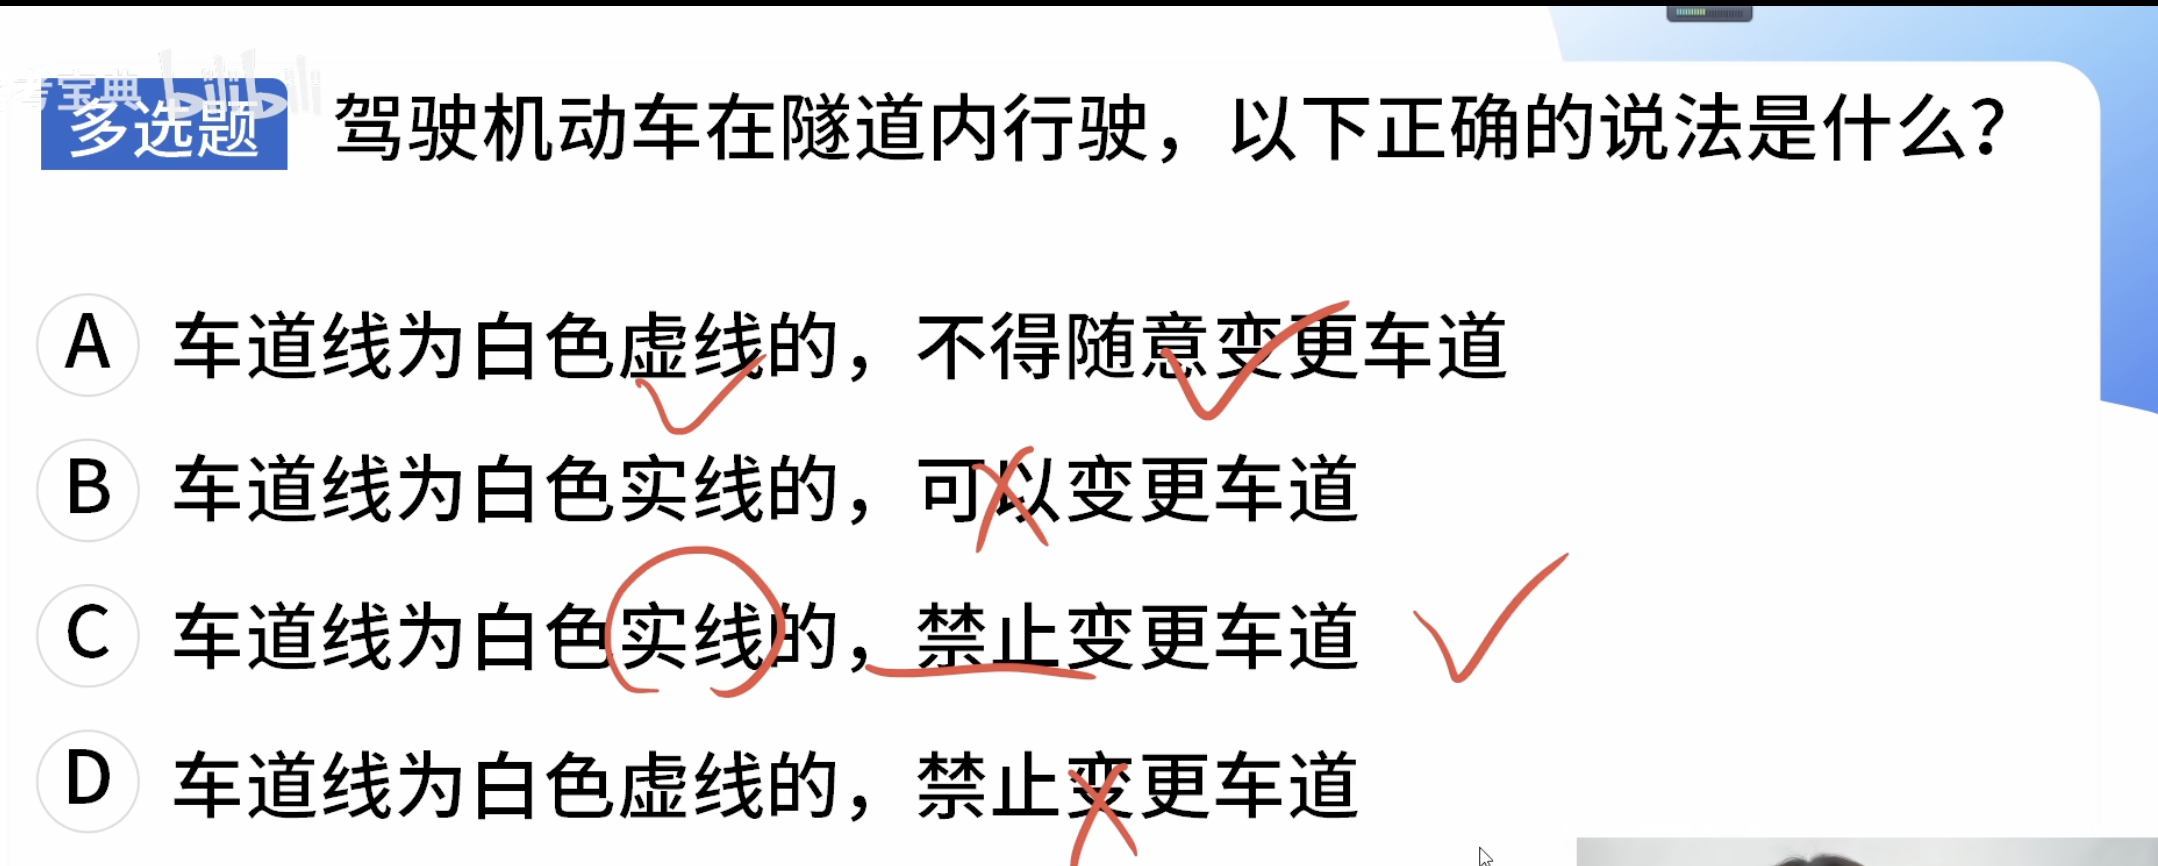 考宝典 bilibili
多选题 驾驶机动车在隧道内行驶，以下正确的说法是什么？
A 车道线为白色虚线的，不得随意变更车道
B 车道线为白色实线的，可以变更车道
C 车道线为白色实线的，禁止变更车道
D 车道线为白色虚线的，禁止变更车道